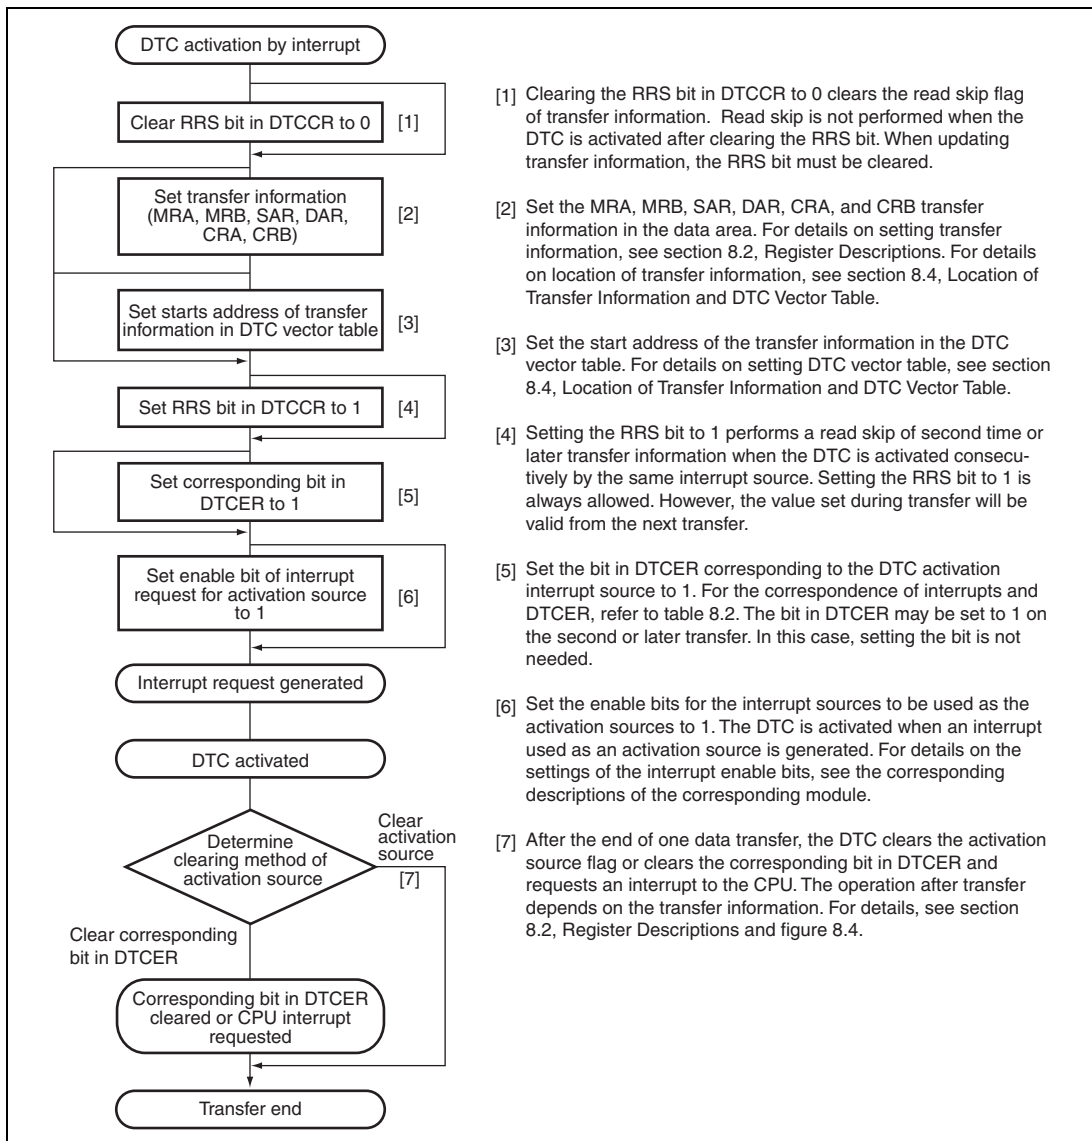 DTC activation by interrupt
Clear RRS bit in DTCCR to 0
[1]
Set transfer information
(MRA, MRB, SAR, DAR,
CRA, CRB)
[2]
Set starts address of transfer
information in DTC vector table
[3]
Set RRS bit in DTCCR to 1
[4]
Set corresponding bit in
DTCER to 1
[5]
Set enable bit of interrupt
request for activation source
to 1
[6]
Interrupt request generated
DTC activated
Determine
clearing method of
activation source
Clear
activation
source
[7]
Clear corresponding
bit in DTCER
Corresponding bit in DTCER
cleared or CPU interrupt
requested
Transfer end
[1] Clearing the RRS bit in DTCCR to 0 clears the read skip flag
of transfer information. Read skip is not performed when the
DTC is activated after clearing the RRS bit. When updating
transfer information, the RRS bit must be cleared.
[2] Set the MRA, MRB, SAR, DAR, CRA, and CRB transfer
information in the data area. For details on setting transfer
information, see section 8.2, Register Descriptions. For details
on location of transfer information, see section 8.4, Location of
Transfer Information and DTC Vector Table.
[3] Set the start address of the transfer information in the DTC
vector table. For details on setting DTC vector table, see section
8.4, Location of Transfer Information and DTC Vector Table.
[4] Setting the RRS bit to 1 performs a read skip of second time or
later transfer information when the DTC is activated consecu-
tively by the same interrupt source. Setting the RRS bit to 1 is
always allowed. However, the value set during transfer will be
valid from the next transfer.
[5] Set the bit in DTCER corresponding to the DTC activation
interrupt source to 1. For the correspondence of interrupts and
DTCER, refer to table 8.2. The bit in DTCER may be set to 1 on
the second or later transfer. In this case, setting the bit is not
needed.
[6] Set the enable bits for the interrupt sources to be used as the
activation sources to 1. The DTC is activated when an interrupt
used as an activation source is generated. For details on the
settings of the interrupt enable bits, see the corresponding
descriptions of the corresponding module.
[7] After the end of one data transfer, the DTC clears the activation
source flag or clears the corresponding bit in DTCER and
requests an interrupt to the CPU. The operation after transfer
depends on the transfer information. For details, see section
8.2, Register Descriptions and figure 8.4.